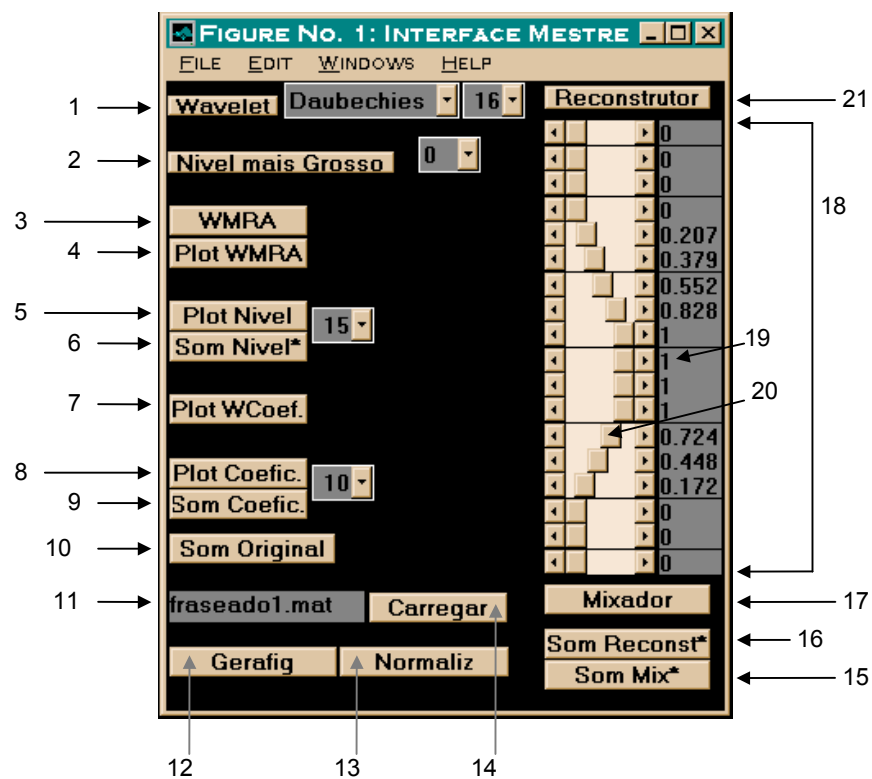 FIGURE NO. 1: INTERFACE MESTRE
FILE EDIT WINDOWS HELP
1 Wavelet Daubechies 16 Reconstrutor 21
0
2 Nivel mais Grosso 0 0
0
18
3 WMRA 0
0.207
4 Plot WMRA 0.379
0.552
5 Plot Nivel 15 0.828
6 Som Nivel* 1 19
1
1
7 Plot WCoef. 1 20
0.724
8 Plot Coefic. 10 0.448
0.172
9 Som Coefic. 0
10 Som Original 0
0
11 fraseado1.mat Carregar Mixador 17
Som Reconst* 16
Gerafig Normaliz Som Mix* 15
12 13 14